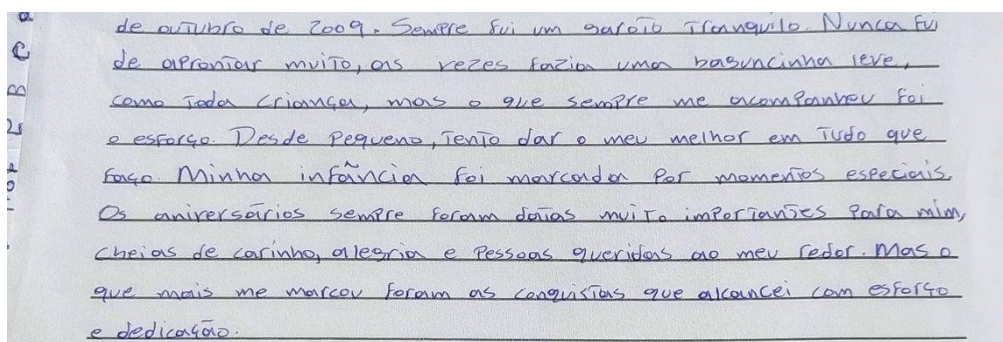 de outubro de 2009. Sempre fui um garoto tranquilo. Nunca fui
de aprontar muito, as vezes fazia uma basuncinha leve,
como toda criança, mas o que sempre me acompanhou foi
o esforço. Desde pequeno, tento dar o meu melhor em tudo que
faço. Minha infância foi marcada por momentos especiais.
Os aniversários sempre foram datas muito importantes para mim,
cheias de carinho, alegria e pessoas queridas ao meu redor. Mas o
que mais me marcou foram as conquistas que alcancei com esforço
e dedicação.